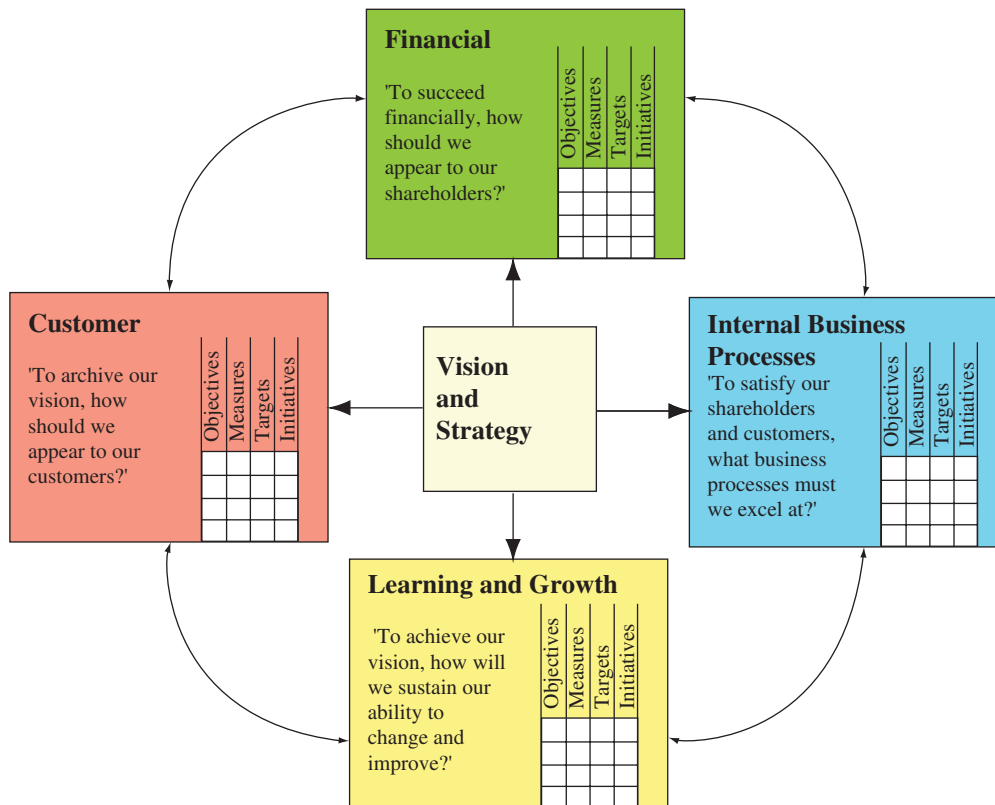 Financial
'To succeed
financially, how
should we
appear to our
shareholders?'
Objectives
Measures
Targets
Initiatives
Customer
'To archive our
vision, how
should we
appear to our
customers?'
Objectives
Measures
Targets
Initiatives
Vision
and
Strategy
Internal Business
Processes
'To satisfy our
shareholders
and customers,
what business
processes must
we excel at?'
Objectives
Measures
Targets
Initiatives
Learning and Growth
'To achieve our
vision, how will
we sustain our
ability to
change and
improve?'
Objectives
Measures
Targets
Initiatives